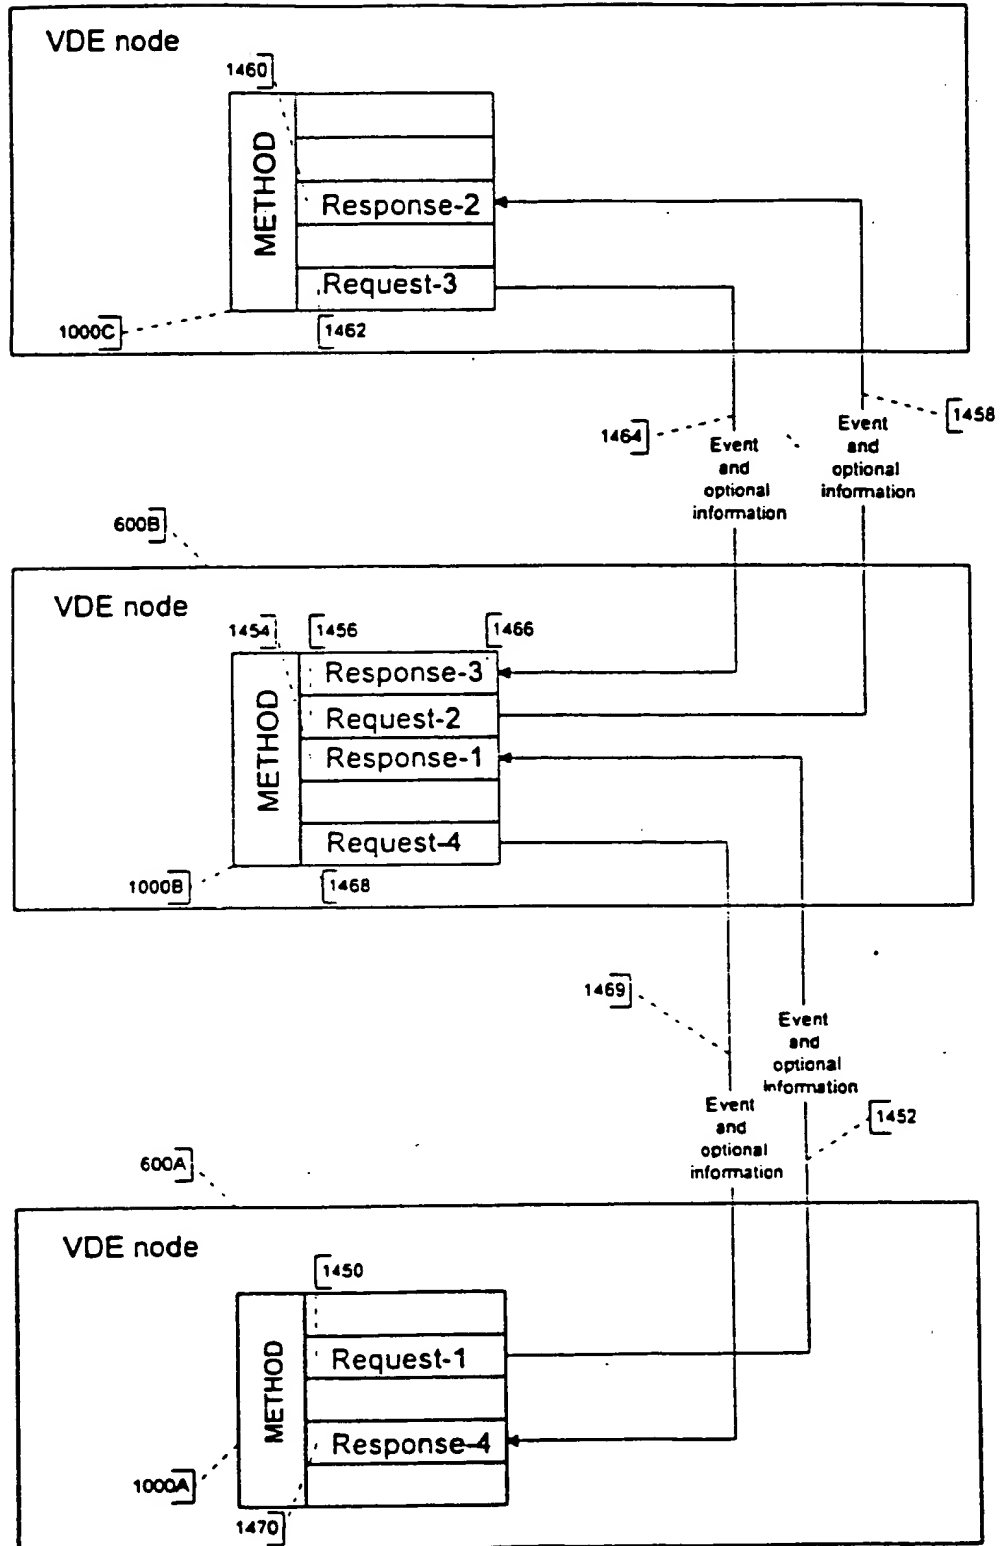 VDE node
1460
METHOD
Response-2
Request-3
1000C
1462
1464
1458
Event
and
optional
information
Event
and
optional
information
600B
VDE node
1454
1456
1466
METHOD
Response-3
Request-2
Response-1
Request-4
1000B
1468
1469
Event
and
optional
information
Event
and
optional
information
1452
600A
VDE node
1450
METHOD
Request-1
Response-4
1000A
1470